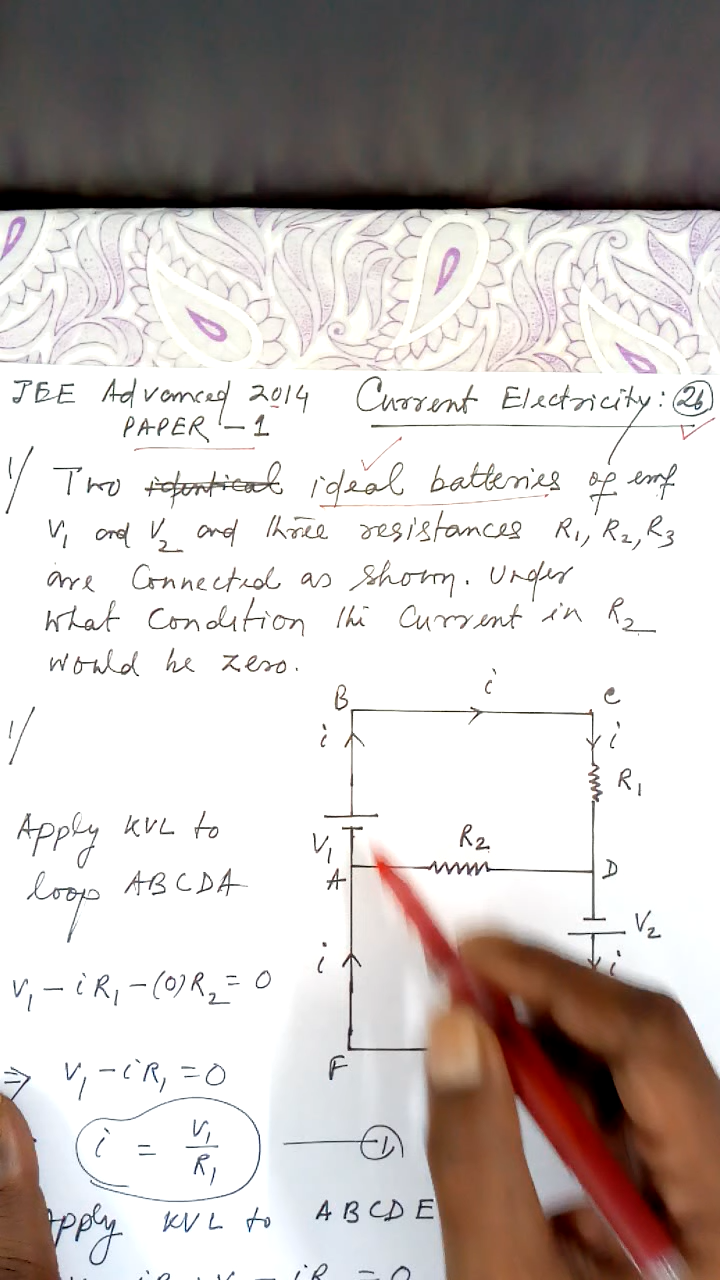 JEE Advanced 2014 Current Electricity: 26
PAPER - 1
1/ Two identical ideal batteries of emf
V₁ and V₂ and three resistances R₁, R₂, R₃
are Connected as Shown. Under
what Condition the Current in R₂
would be zero.
1/
B i C
i i
R₁
Apply KVL to
loop ABCDA
V₁ R₂
A D
V₂
i i
V₁ - iR₁ - (0)R₂ = 0
F
⇒ V₁ - iR₁ = 0
i = V₁/R₁ 1
Apply KVL to ABCDE